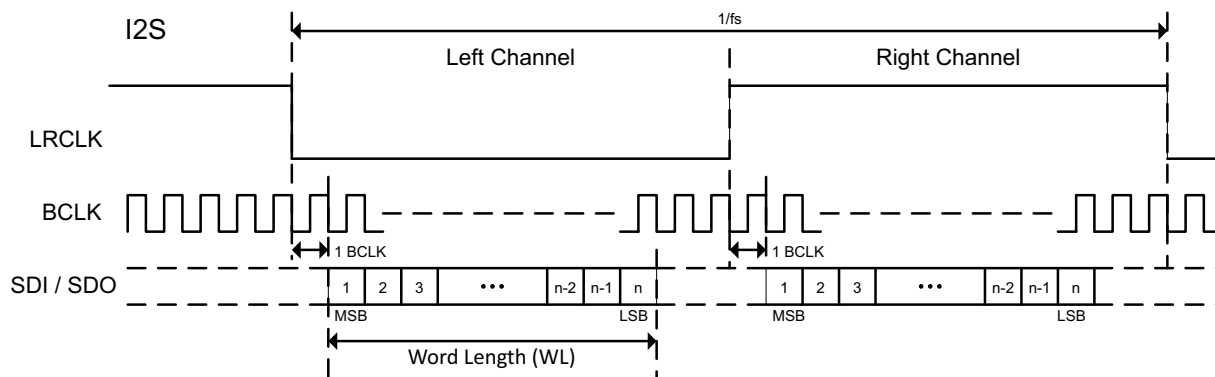 I2S
1/fs
Left Channel
Right Channel
LRCLK
BCLK
1 BCLK
1 BCLK
SDI / SDO
1 2 3 ••• n-2 n-1 n
1 2 3 ••• n-2 n-1 n
MSB
LSB
MSB
LSB
Word Length (WL)